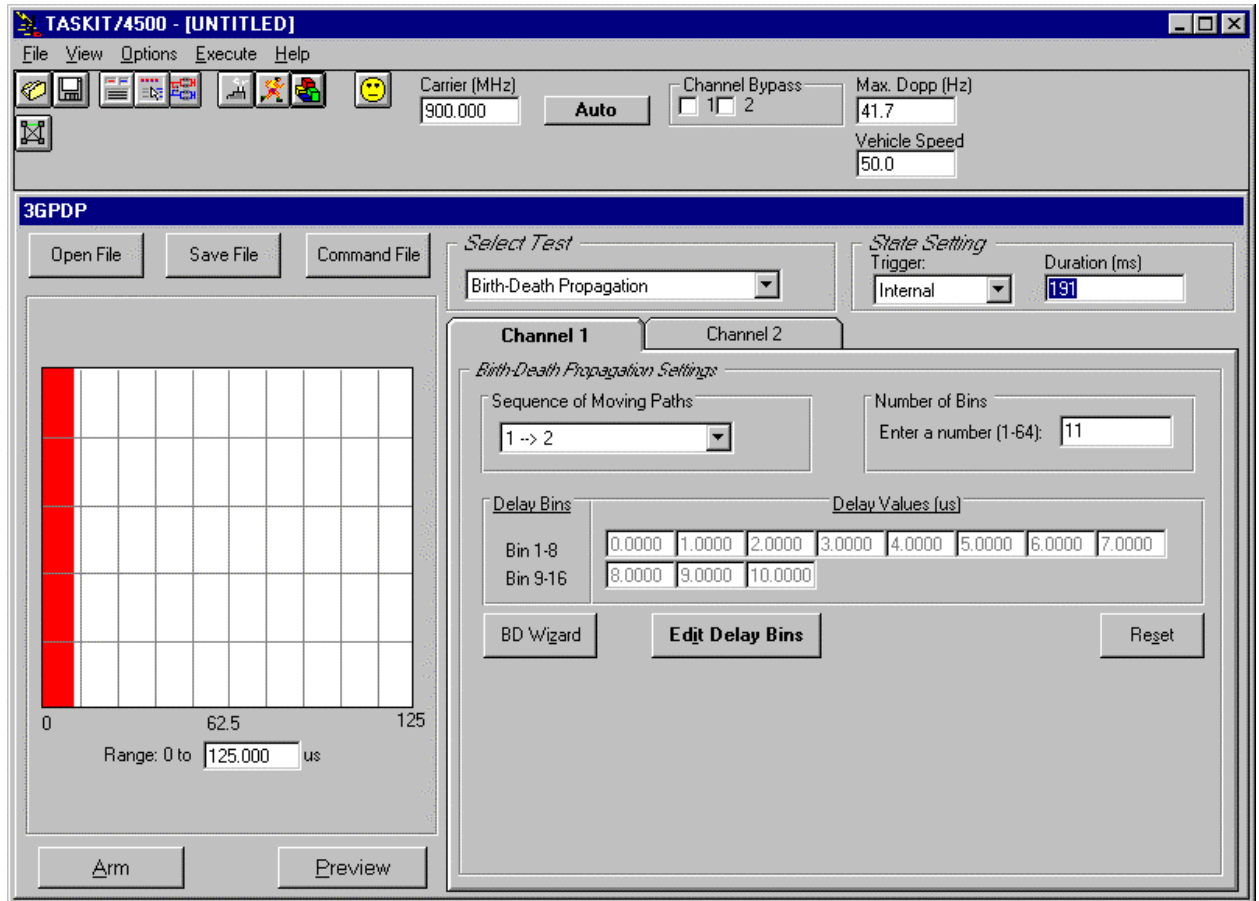 TASKIT/4500 - [UNTITLED]
File View Options Execute Help
Carrier (MHz)
900.000
Auto
Channel Bypass
1 2
Max. Dopp (Hz)
41.7
Vehicle Speed
50.0
3GPDP
Open File Save File Command File
Select Test
Birth-Death Propagation
State Setting
Trigger:
Internal
Duration (ms)
191
Channel 1 Channel 2
Birth-Death Propagation Settings
Sequence of Moving Paths
1 --> 2
Number of Bins
Enter a number (1-64): 11
Delay Bins Delay Values (us)
Bin 1-8 0.0000 1.0000 2.0000 3.0000 4.0000 5.0000 6.0000 7.0000
Bin 9-16 8.0000 9.0000 10.0000
BD Wizard Edit Delay Bins Reset
0 62.5 125
Range: 0 to 125.000 us
Arm Preview